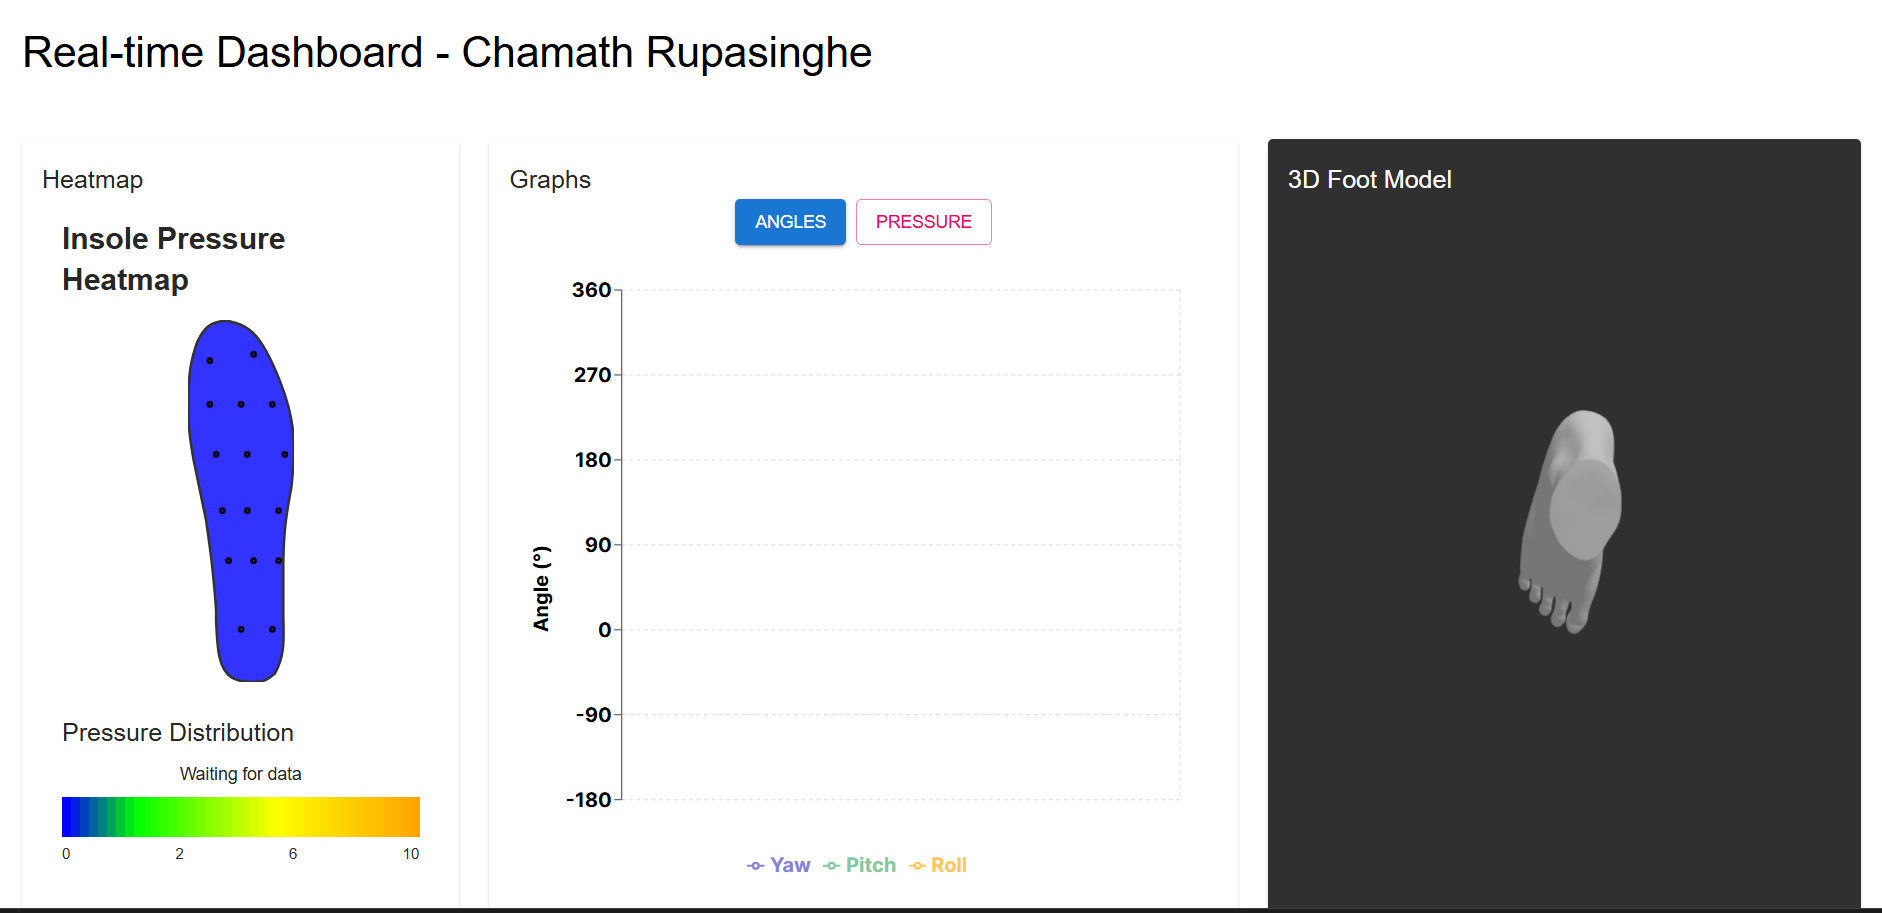 Real-time Dashboard - Chamath Rupasinghe
Heatmap
Insole Pressure
Heatmap
Pressure Distribution
Waiting for data
0 2 6 10
Graphs
ANGLES PRESSURE
360
270
180
90
0
-90
-180
Angle (°)
Yaw Pitch Roll
3D Foot Model